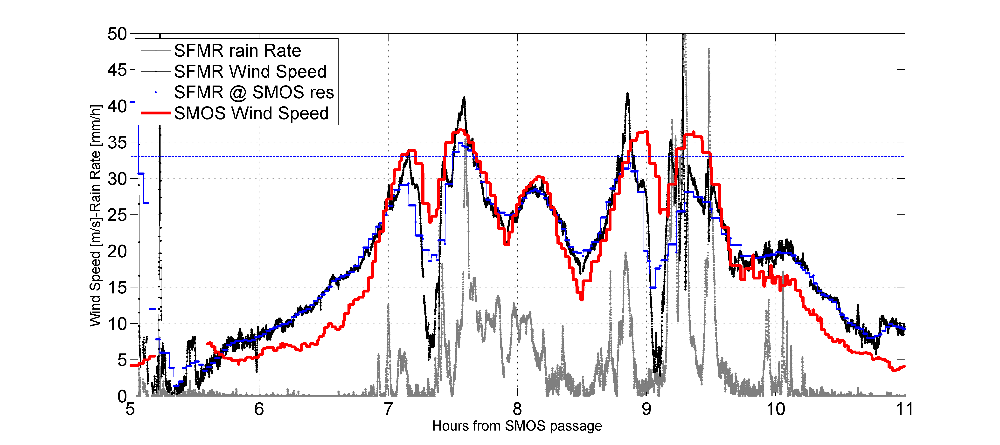 50
45
40
35
30
25
20
15
10
5
0
Wind Speed [m/s]-Rain Rate [mm/h]
SFMR rain Rate
SFMR Wind Speed
SFMR @ SMOS res
SMOS Wind Speed
5 6 7 8 9 10 11
Hours from SMOS passage